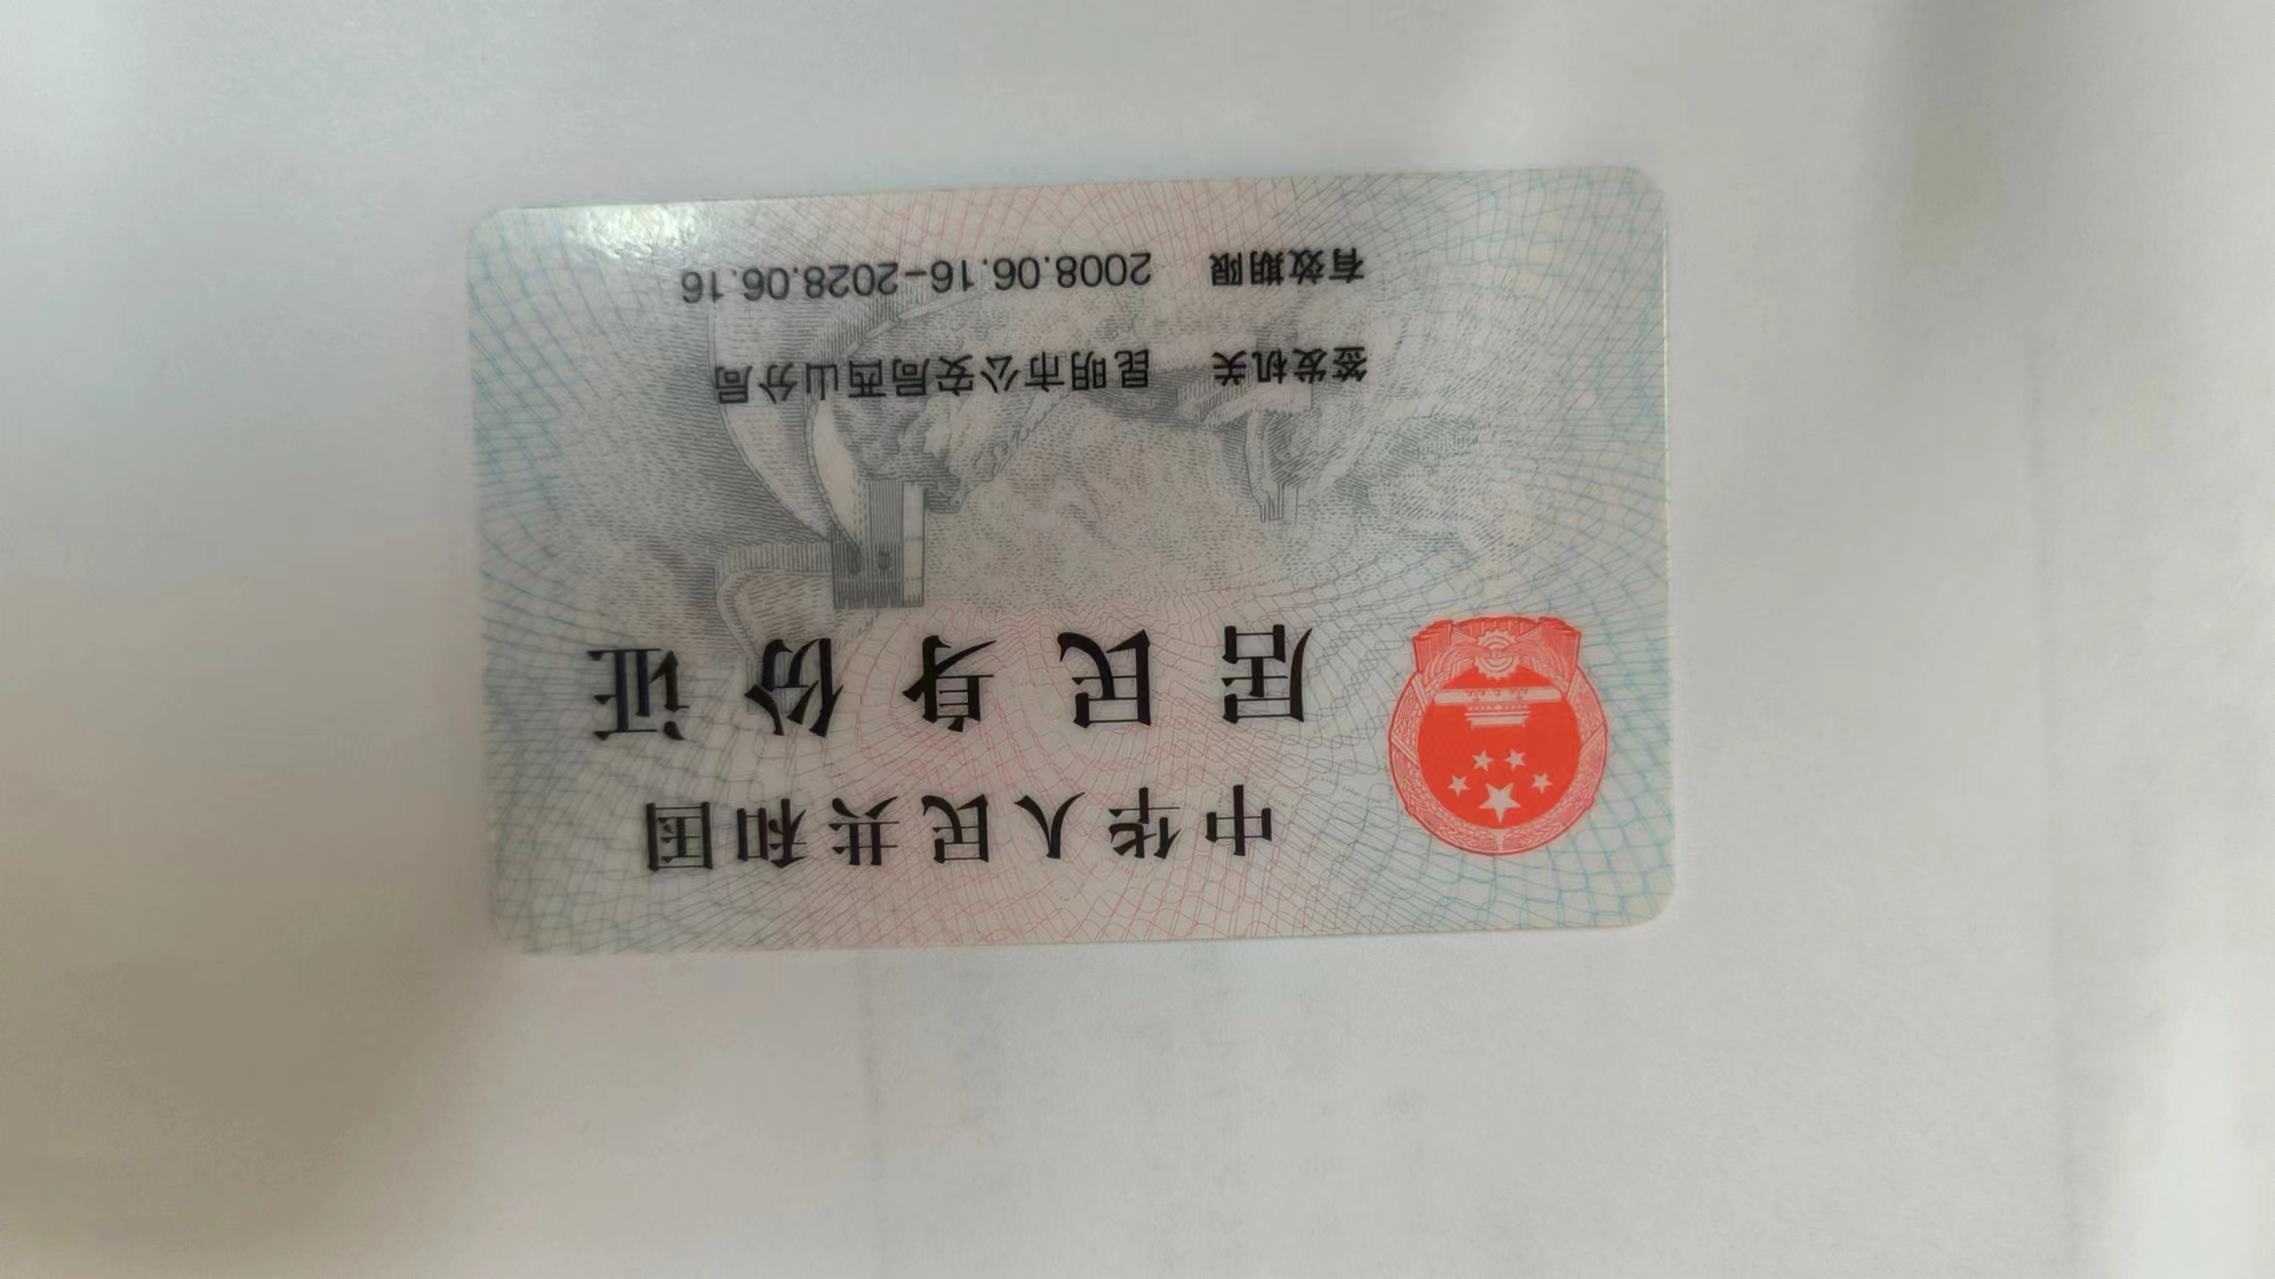 中华人民共和国
居民身份证
签发机关 昆明市公安局西山分局
有效期限 2008.06.16-2028.06.16